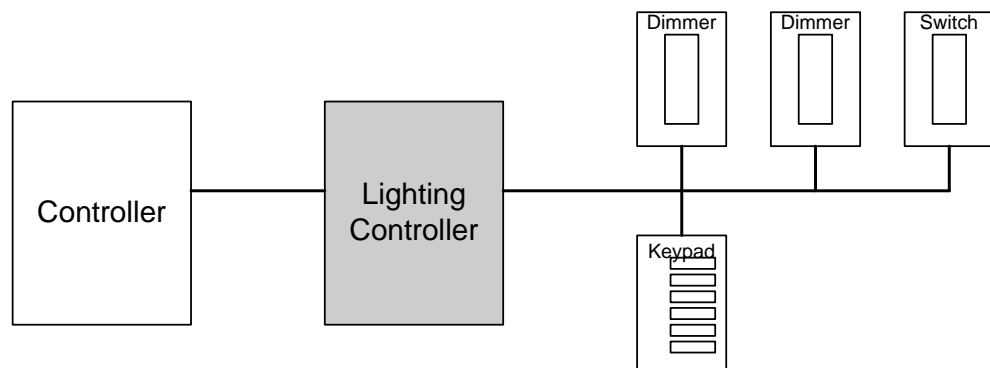 Dimmer
Dimmer
Switch
Controller
Lighting
Controller
Keypad